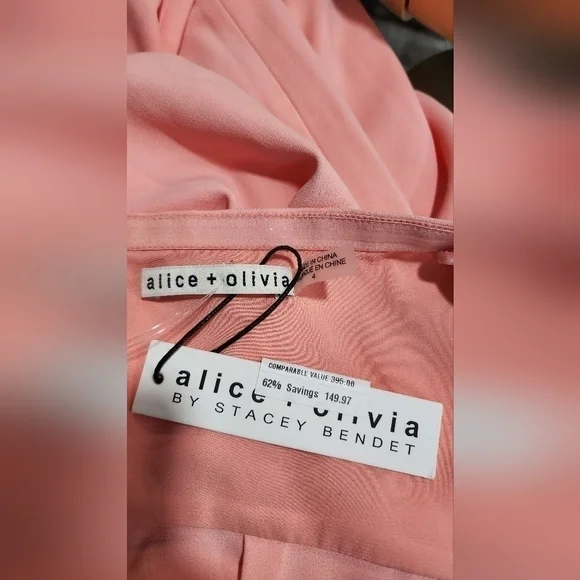 alice + olivia
IN CHINA
EN CHINE
4
COMPARABLE VALUE 395.00
62% Savings 149.97
alice + olivia
BY STACEY BENDET